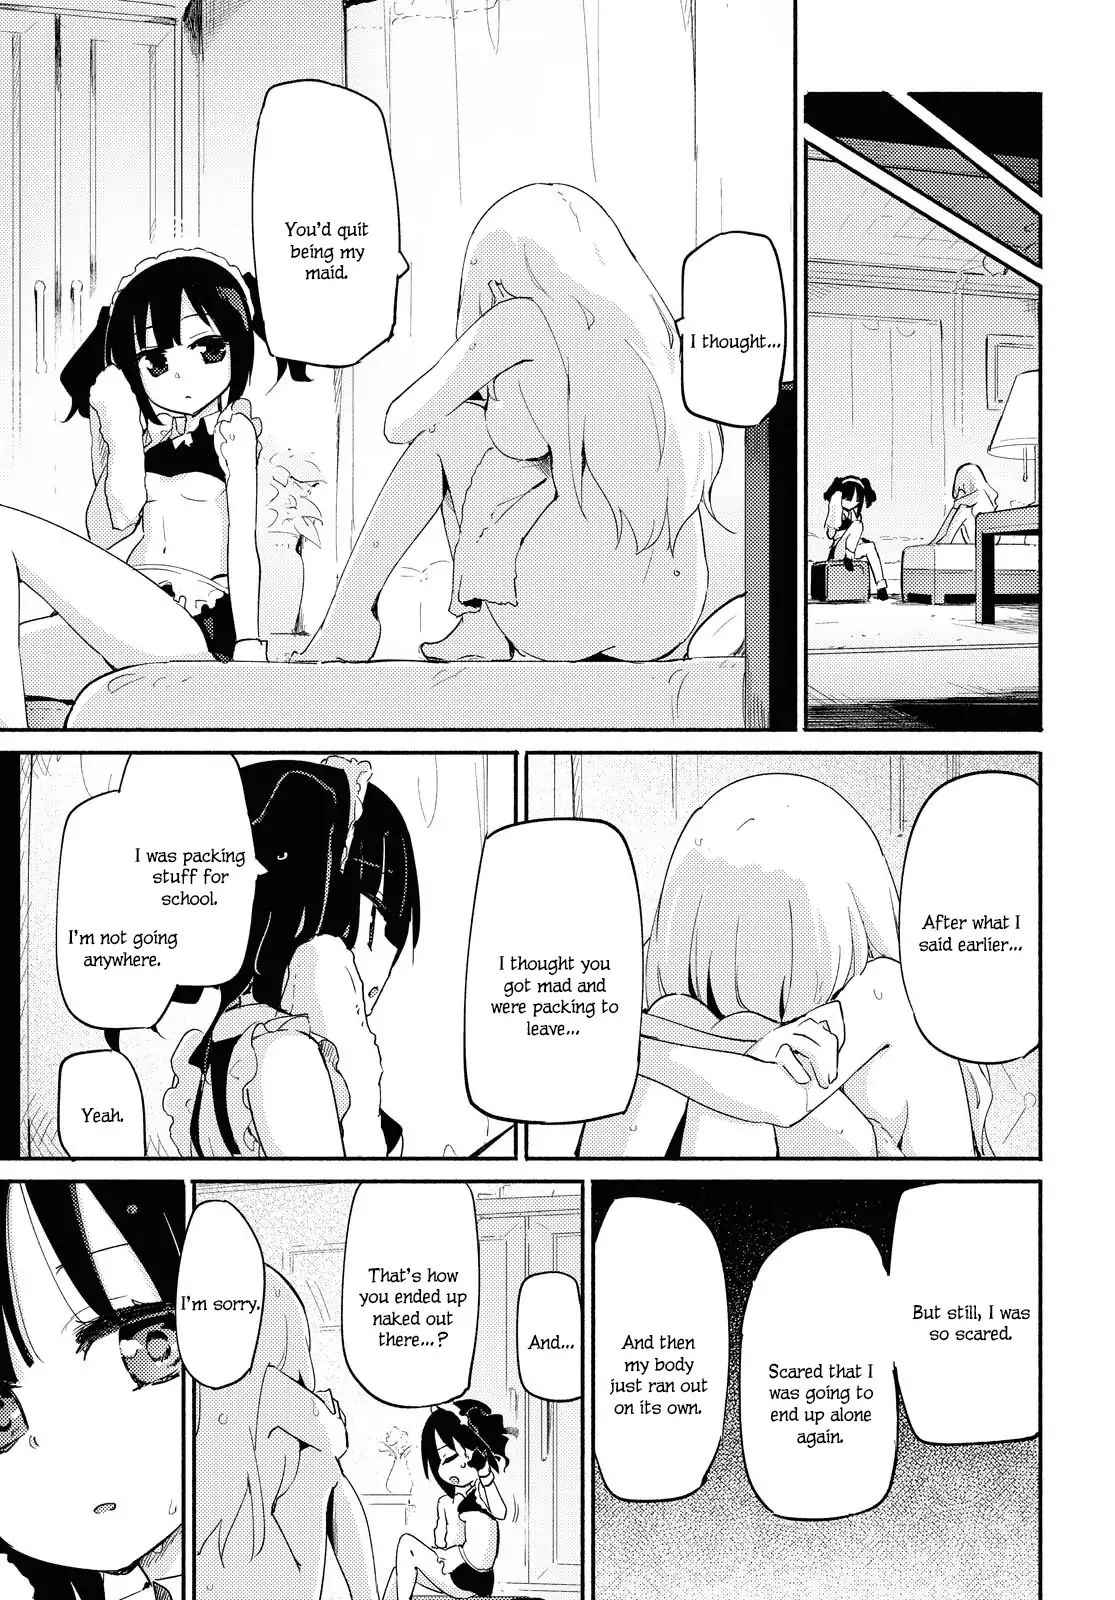 I thought...
You'd quit
being my
maid.
After what I
said earlier...
I thought you
got mad and
were packing to
leave...
I was packing
stuff for
school.
I'm not going
anywhere.
Yeah.
But still, I was
so scared.
Scared that I
was going to
end up alone
again.
And then
my body
just ran out
on its own.
And...
That's how
you ended up
naked out
there...?
I'm sorry.